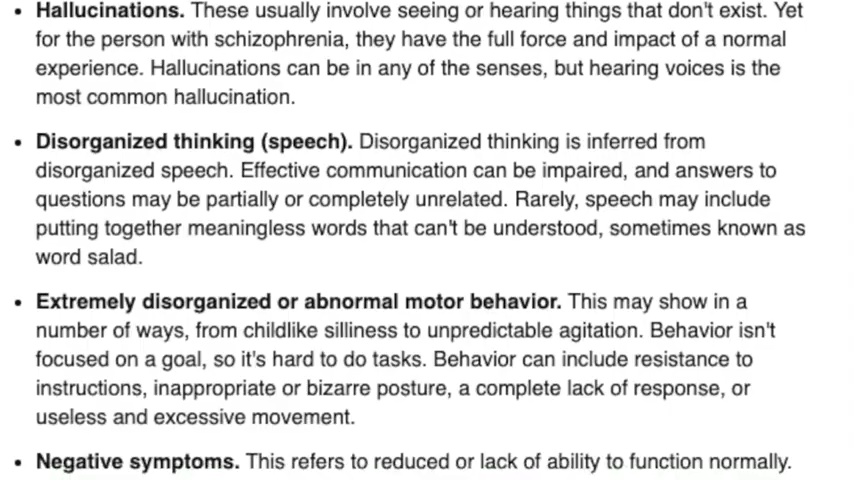 • Hallucinations. These usually involve seeing or hearing things that don't exist. Yet
for the person with schizophrenia, they have the full force and impact of a normal
experience. Hallucinations can be in any of the senses, but hearing voices is the
most common hallucination.
• Disorganized thinking (speech). Disorganized thinking is inferred from
disorganized speech. Effective communication can be impaired, and answers to
questions may be partially or completely unrelated. Rarely, speech may include
putting together meaningless words that can't be understood, sometimes known as
word salad.
• Extremely disorganized or abnormal motor behavior. This may show in a
number of ways, from childlike silliness to unpredictable agitation. Behavior isn't
focused on a goal, so it's hard to do tasks. Behavior can include resistance to
instructions, inappropriate or bizarre posture, a complete lack of response, or
useless and excessive movement.
• Negative symptoms. This refers to reduced or lack of ability to function normally.